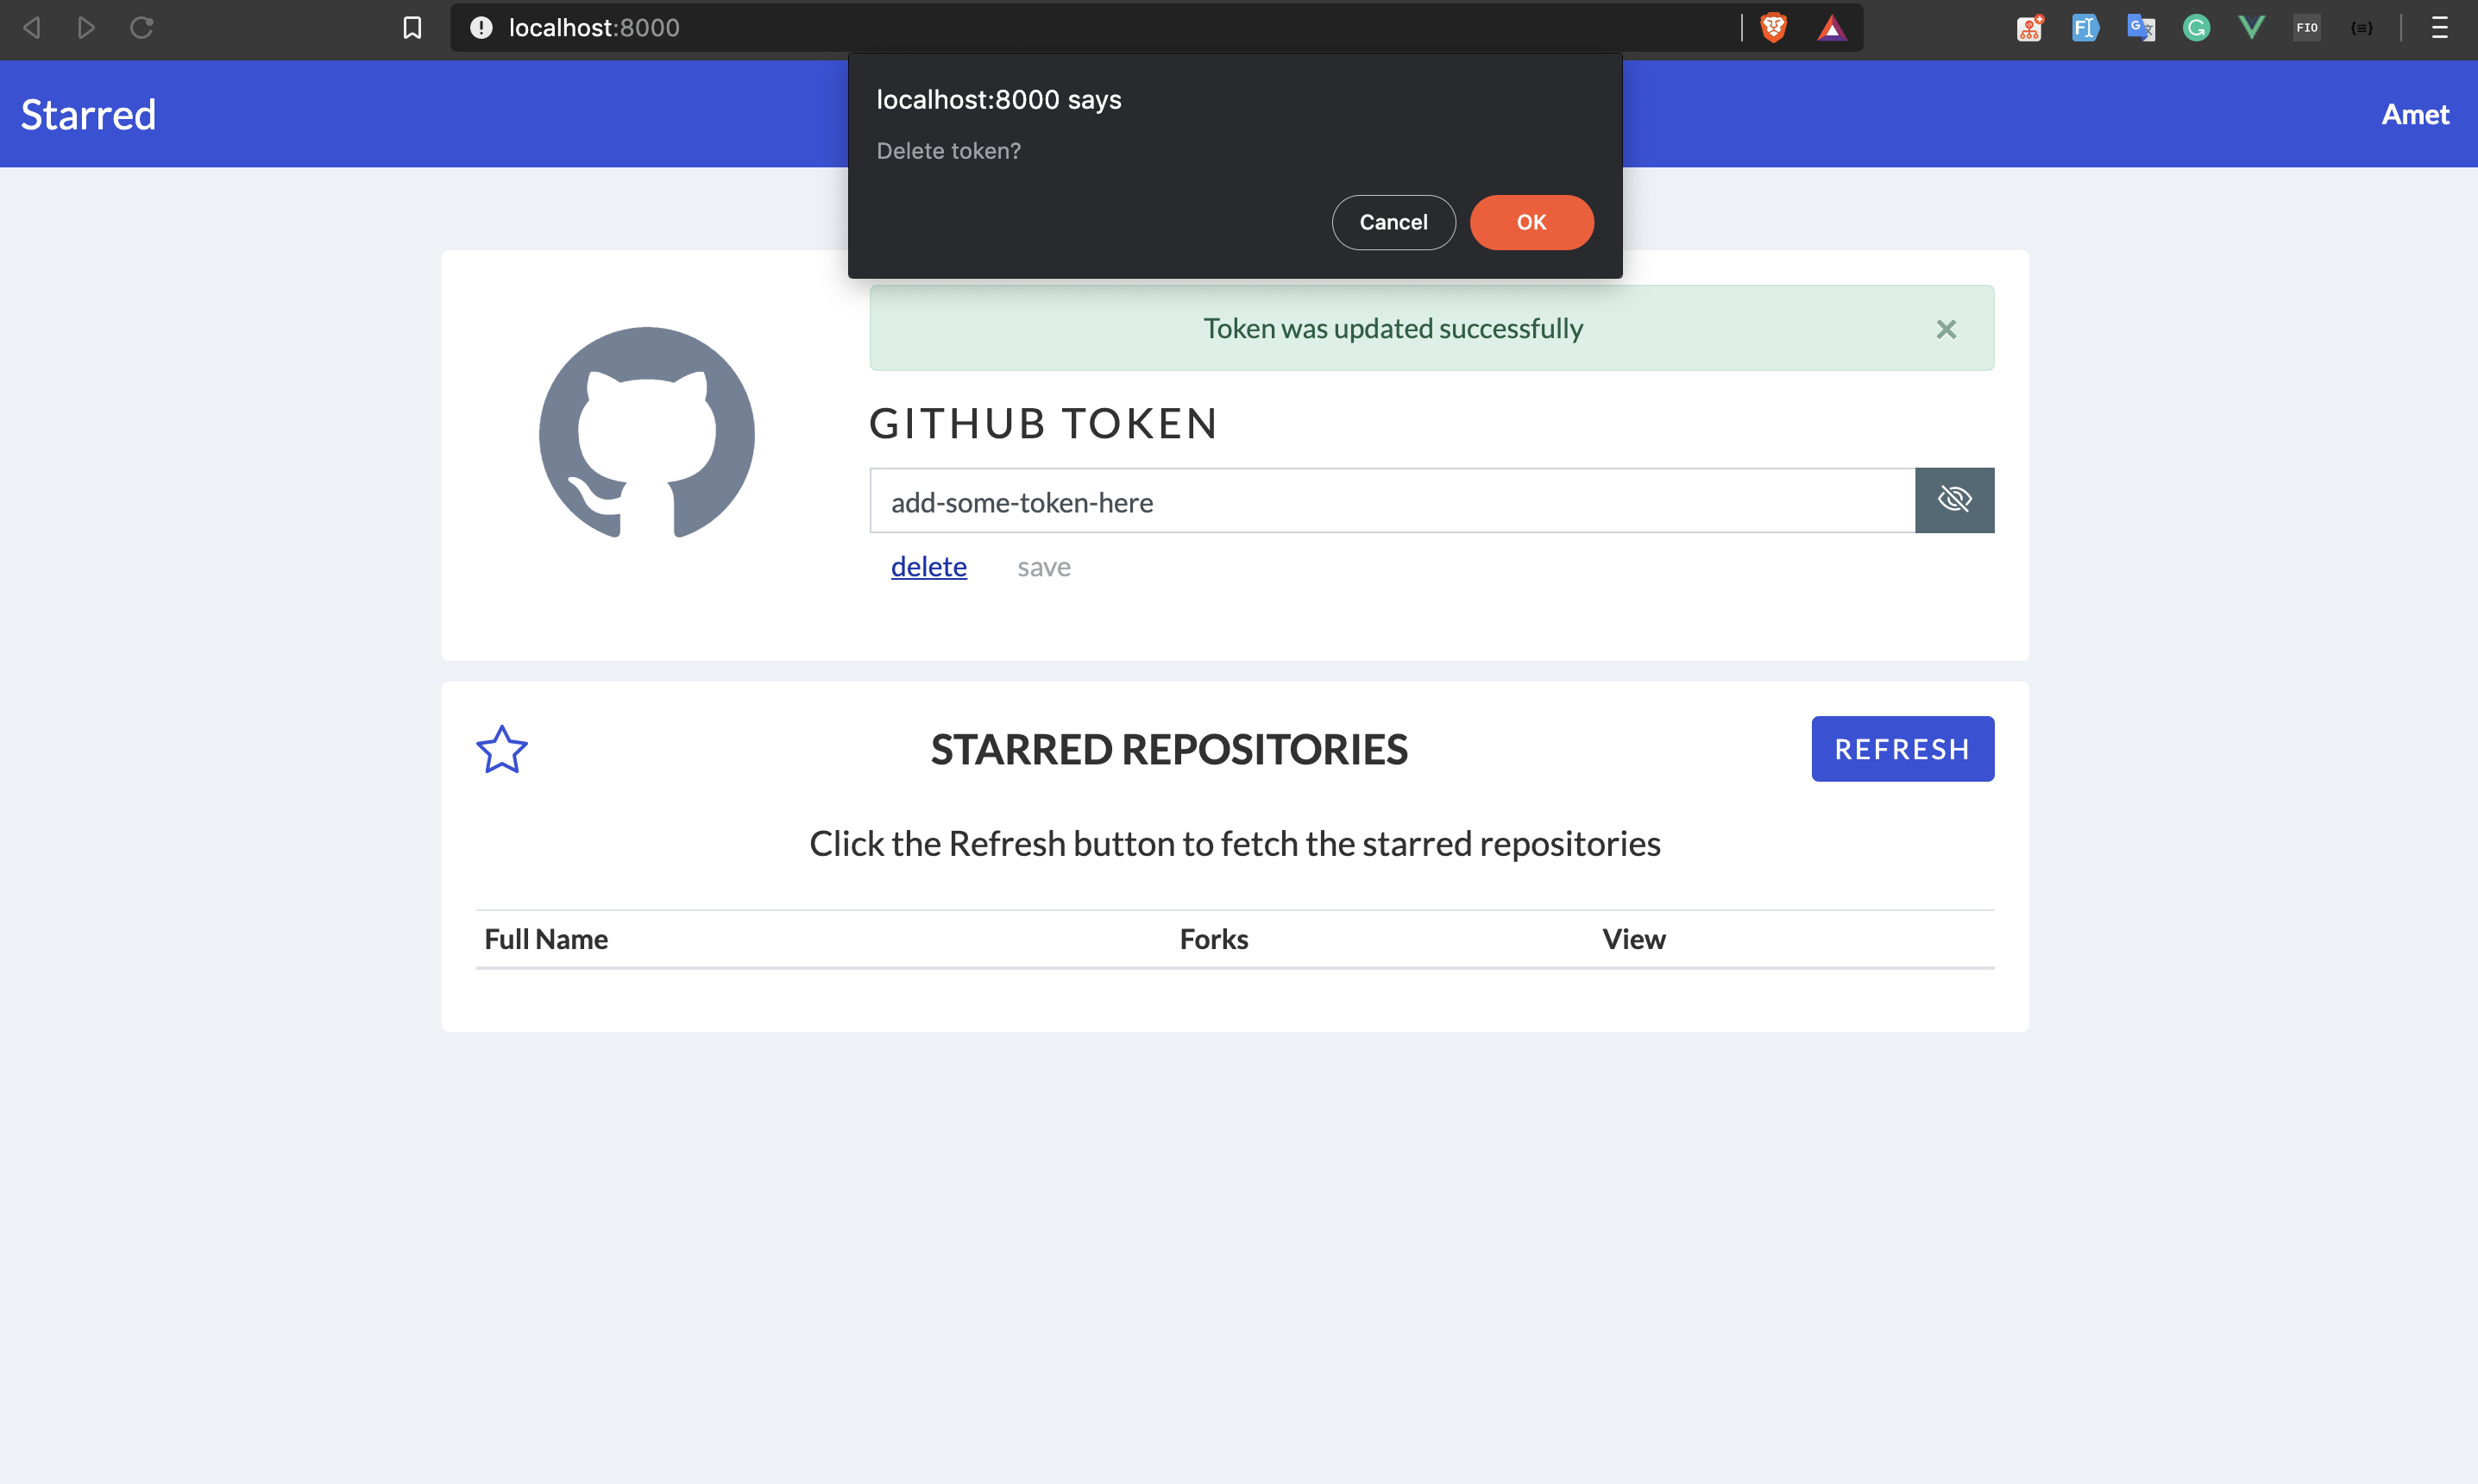 localhost:8000
FIO
Starred
Amet
localhost:8000 says
Delete token?
Cancel
OK
Token was updated successfully
GITHUB TOKEN
add-some-token-here
delete
save
STARRED REPOSITORIES
REFRESH
Click the Refresh button to fetch the starred repositories
Full Name
Forks
View